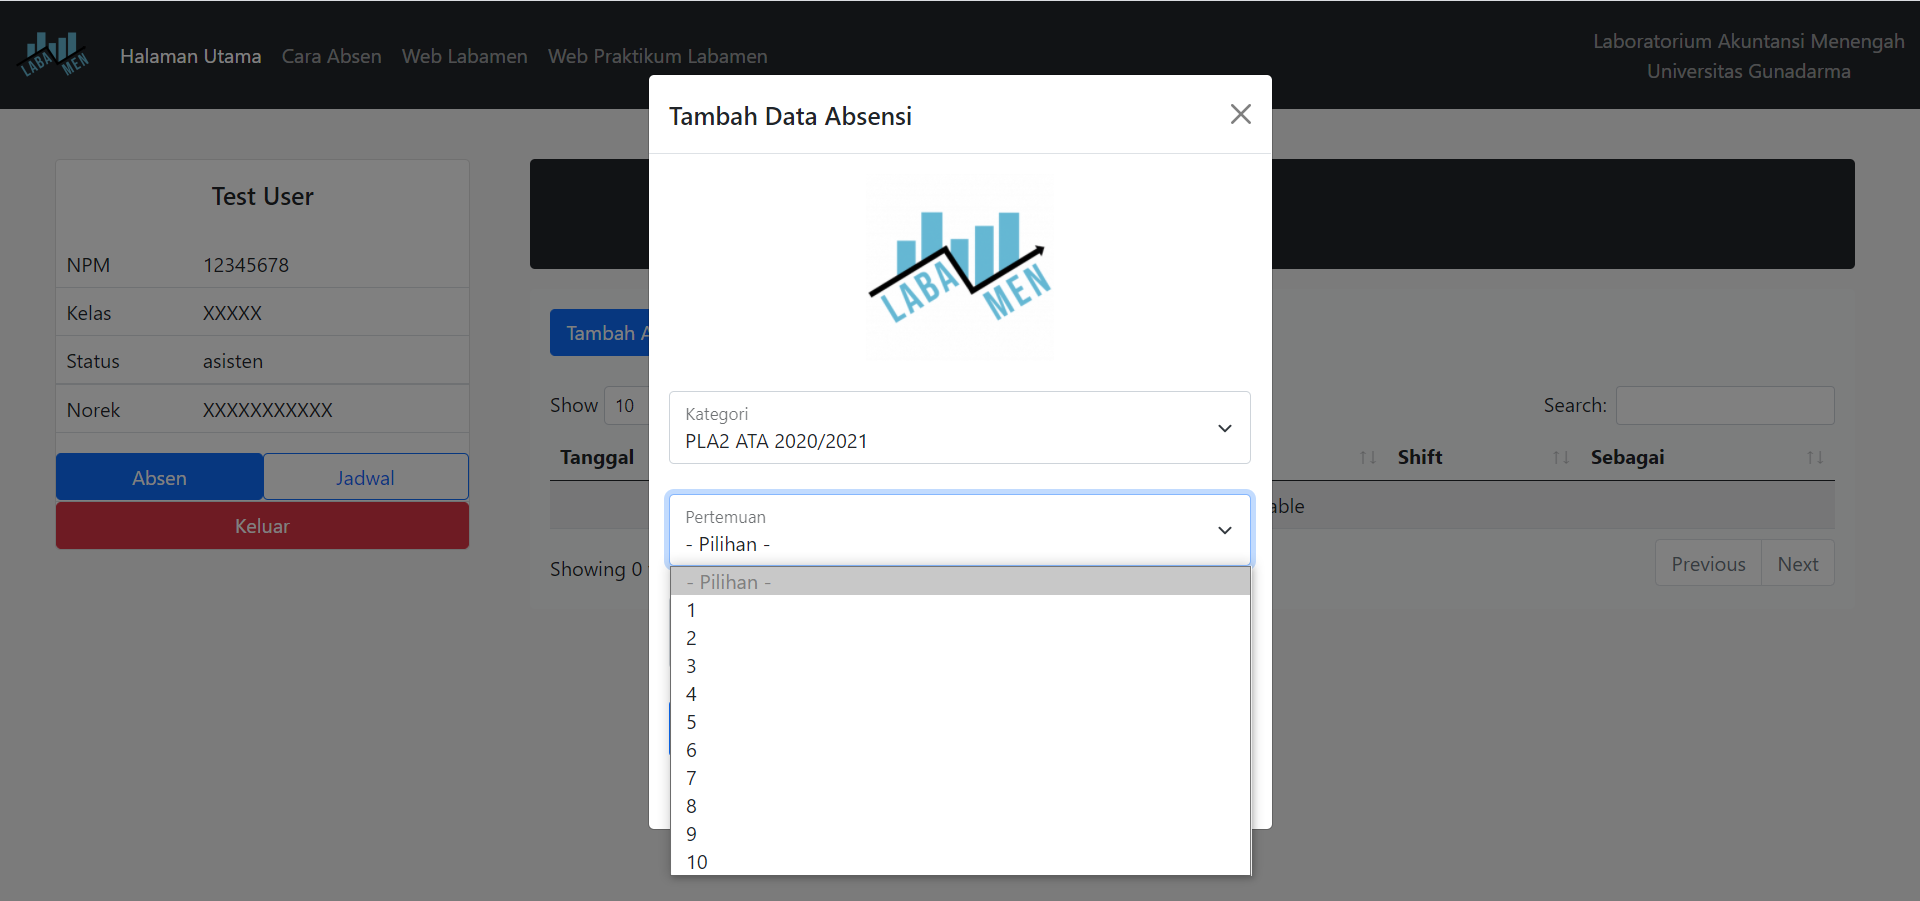 LABA MEN
Halaman Utama Cara Absen Web Labamen Web Praktikum Labamen
Laboratorium Akuntansi Menengah
Universitas Gunadarma
Test User
NPM 12345678
Kelas XXXXX
Status asisten
Norek XXXXXXXXXXX
Absen Jadwal
Keluar
Tambah Data Absensi
LABA MEN
Tambah A
Show 10
Search:
Tanggal Shift Sebagai
able
Showing 0
Previous Next
Kategori
PLA2 ATA 2020/2021
Pertemuan
- Pilihan -
- Pilihan -
1
2
3
4
5
6
7
8
9
10